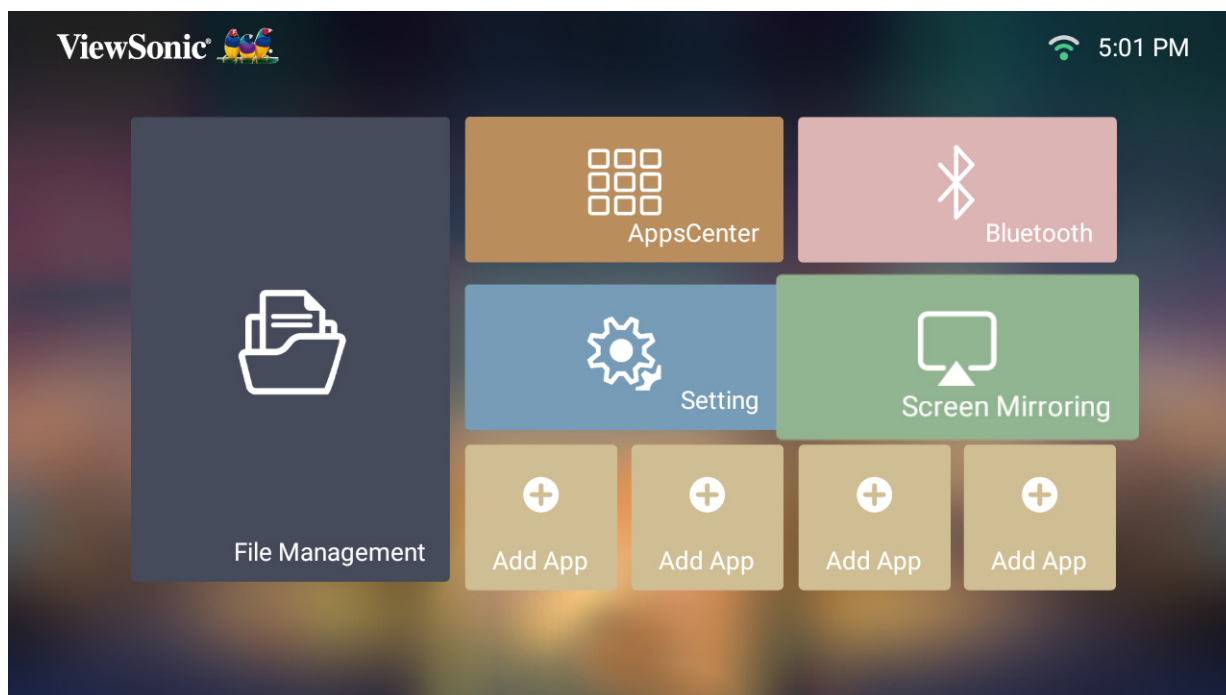 ViewSonic®
5:01 PM
AppsCenter
Bluetooth
Setting
Screen Mirroring
File Management
Add App
Add App
Add App
Add App